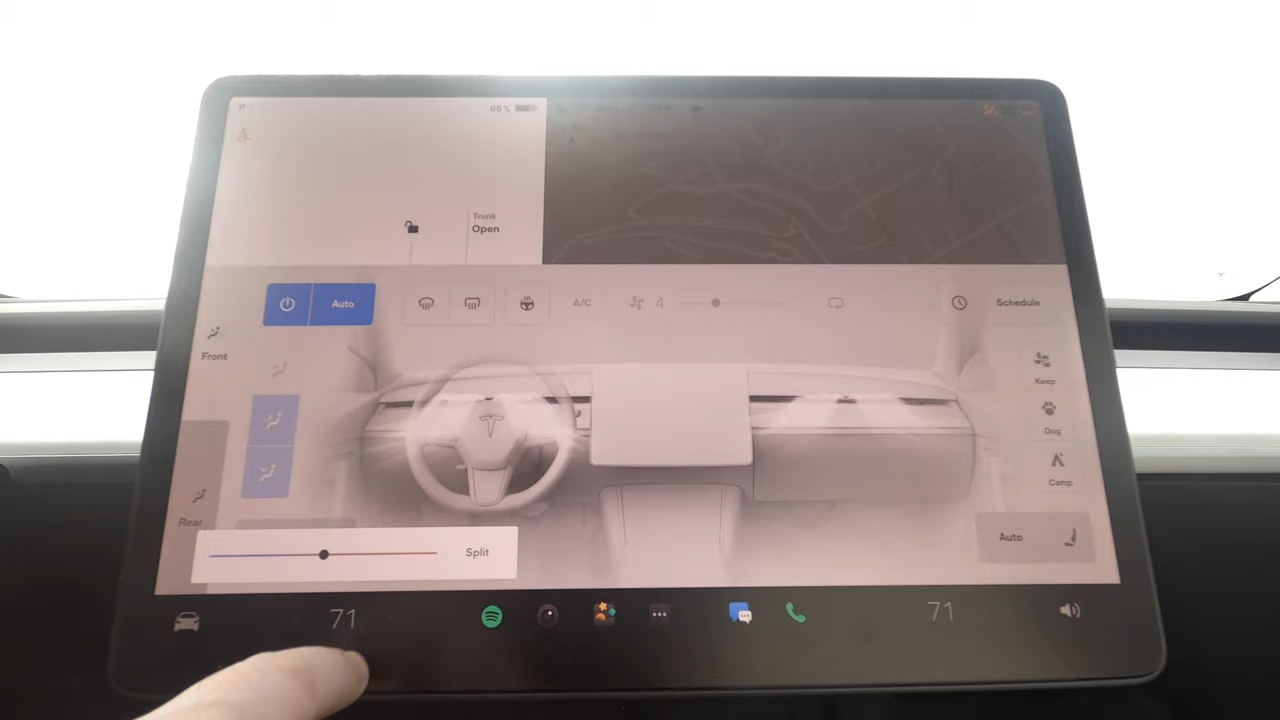 P
65 %
Trunk
Open
Auto
A/C
4
Schedule
Front
Keep
Dog
Camp
Rear
Auto
Split
71
71